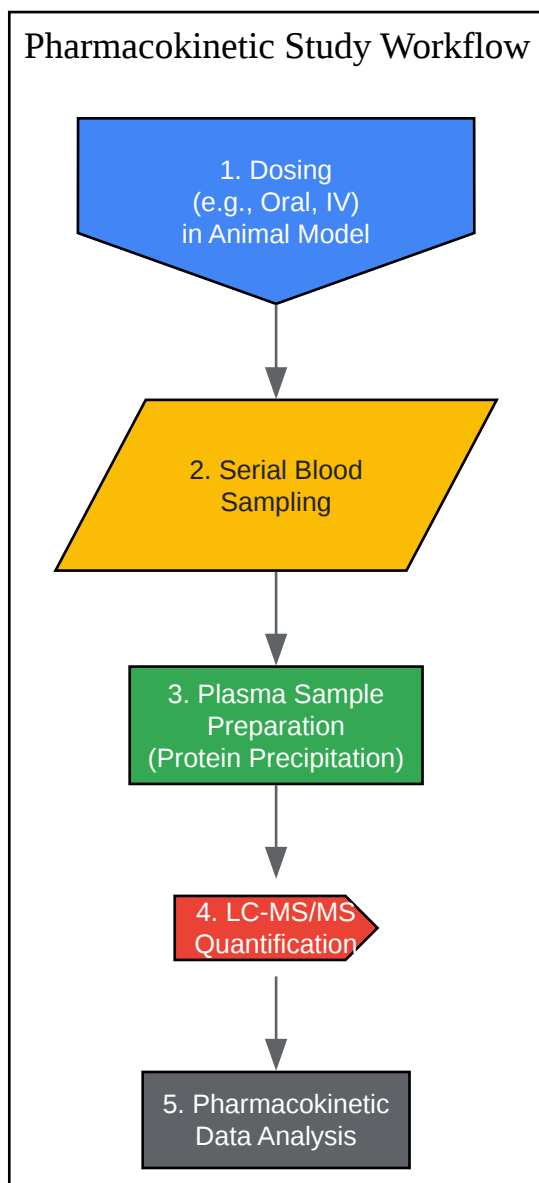 Pharmacokinetic Study Workflow
1. Dosing
(e.g., Oral, IV)
in Animal Model
2. Serial Blood
Sampling
3. Plasma Sample
Preparation
(Protein Precipitation)
4. LC-MS/MS
Quantification
5. Pharmacokinetic
Data Analysis